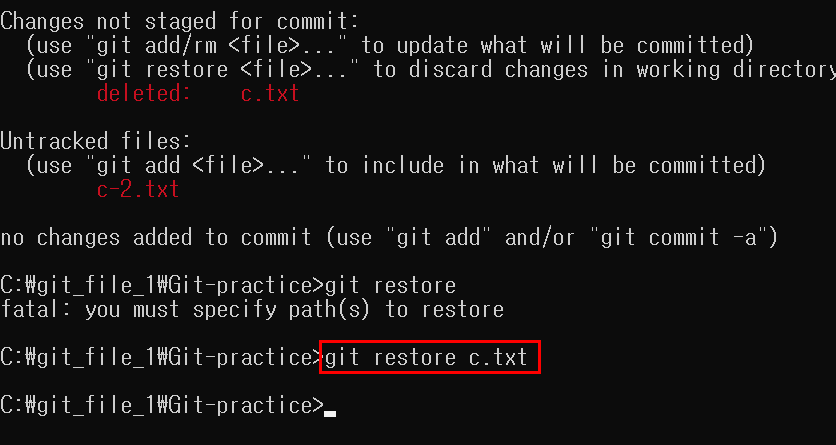 Changes not staged for commit:
(use "git add/rm <file>..." to update what will be committed)
(use "git restore <file>..." to discard changes in working directory
deleted:    c.txt
Untracked files:
(use "git add <file>..." to include in what will be committed)
c-2.txt
no changes added to commit (use "git add" and/or "git commit -a")
C:₩git_file_1₩Git-practice>git restore
fatal: you must specify path(s) to restore
C:₩git_file_1₩Git-practice>git restore c.txt
C:₩git_file_1₩Git-practice>